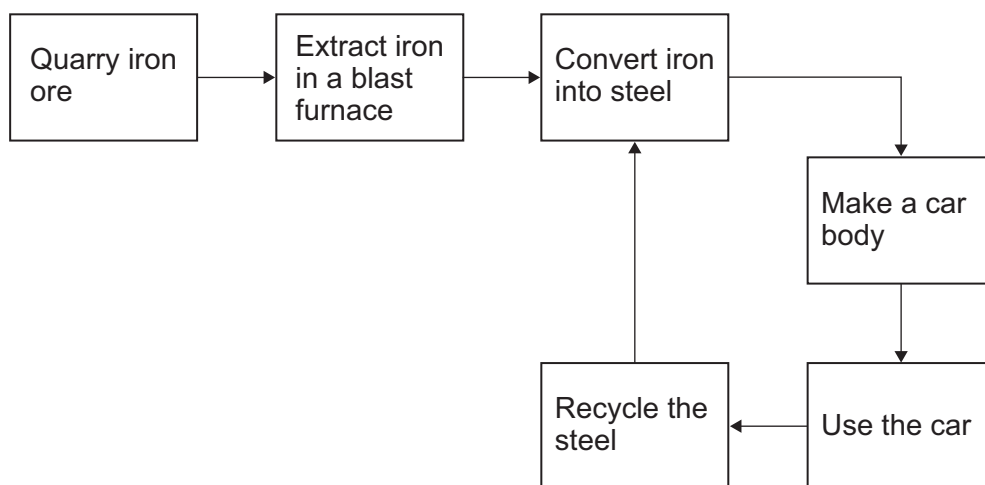 Quarry iron
ore
Extract iron
in a blast
furnace
Convert iron
into steel
Make a car
body
Use the car
Recycle the
steel